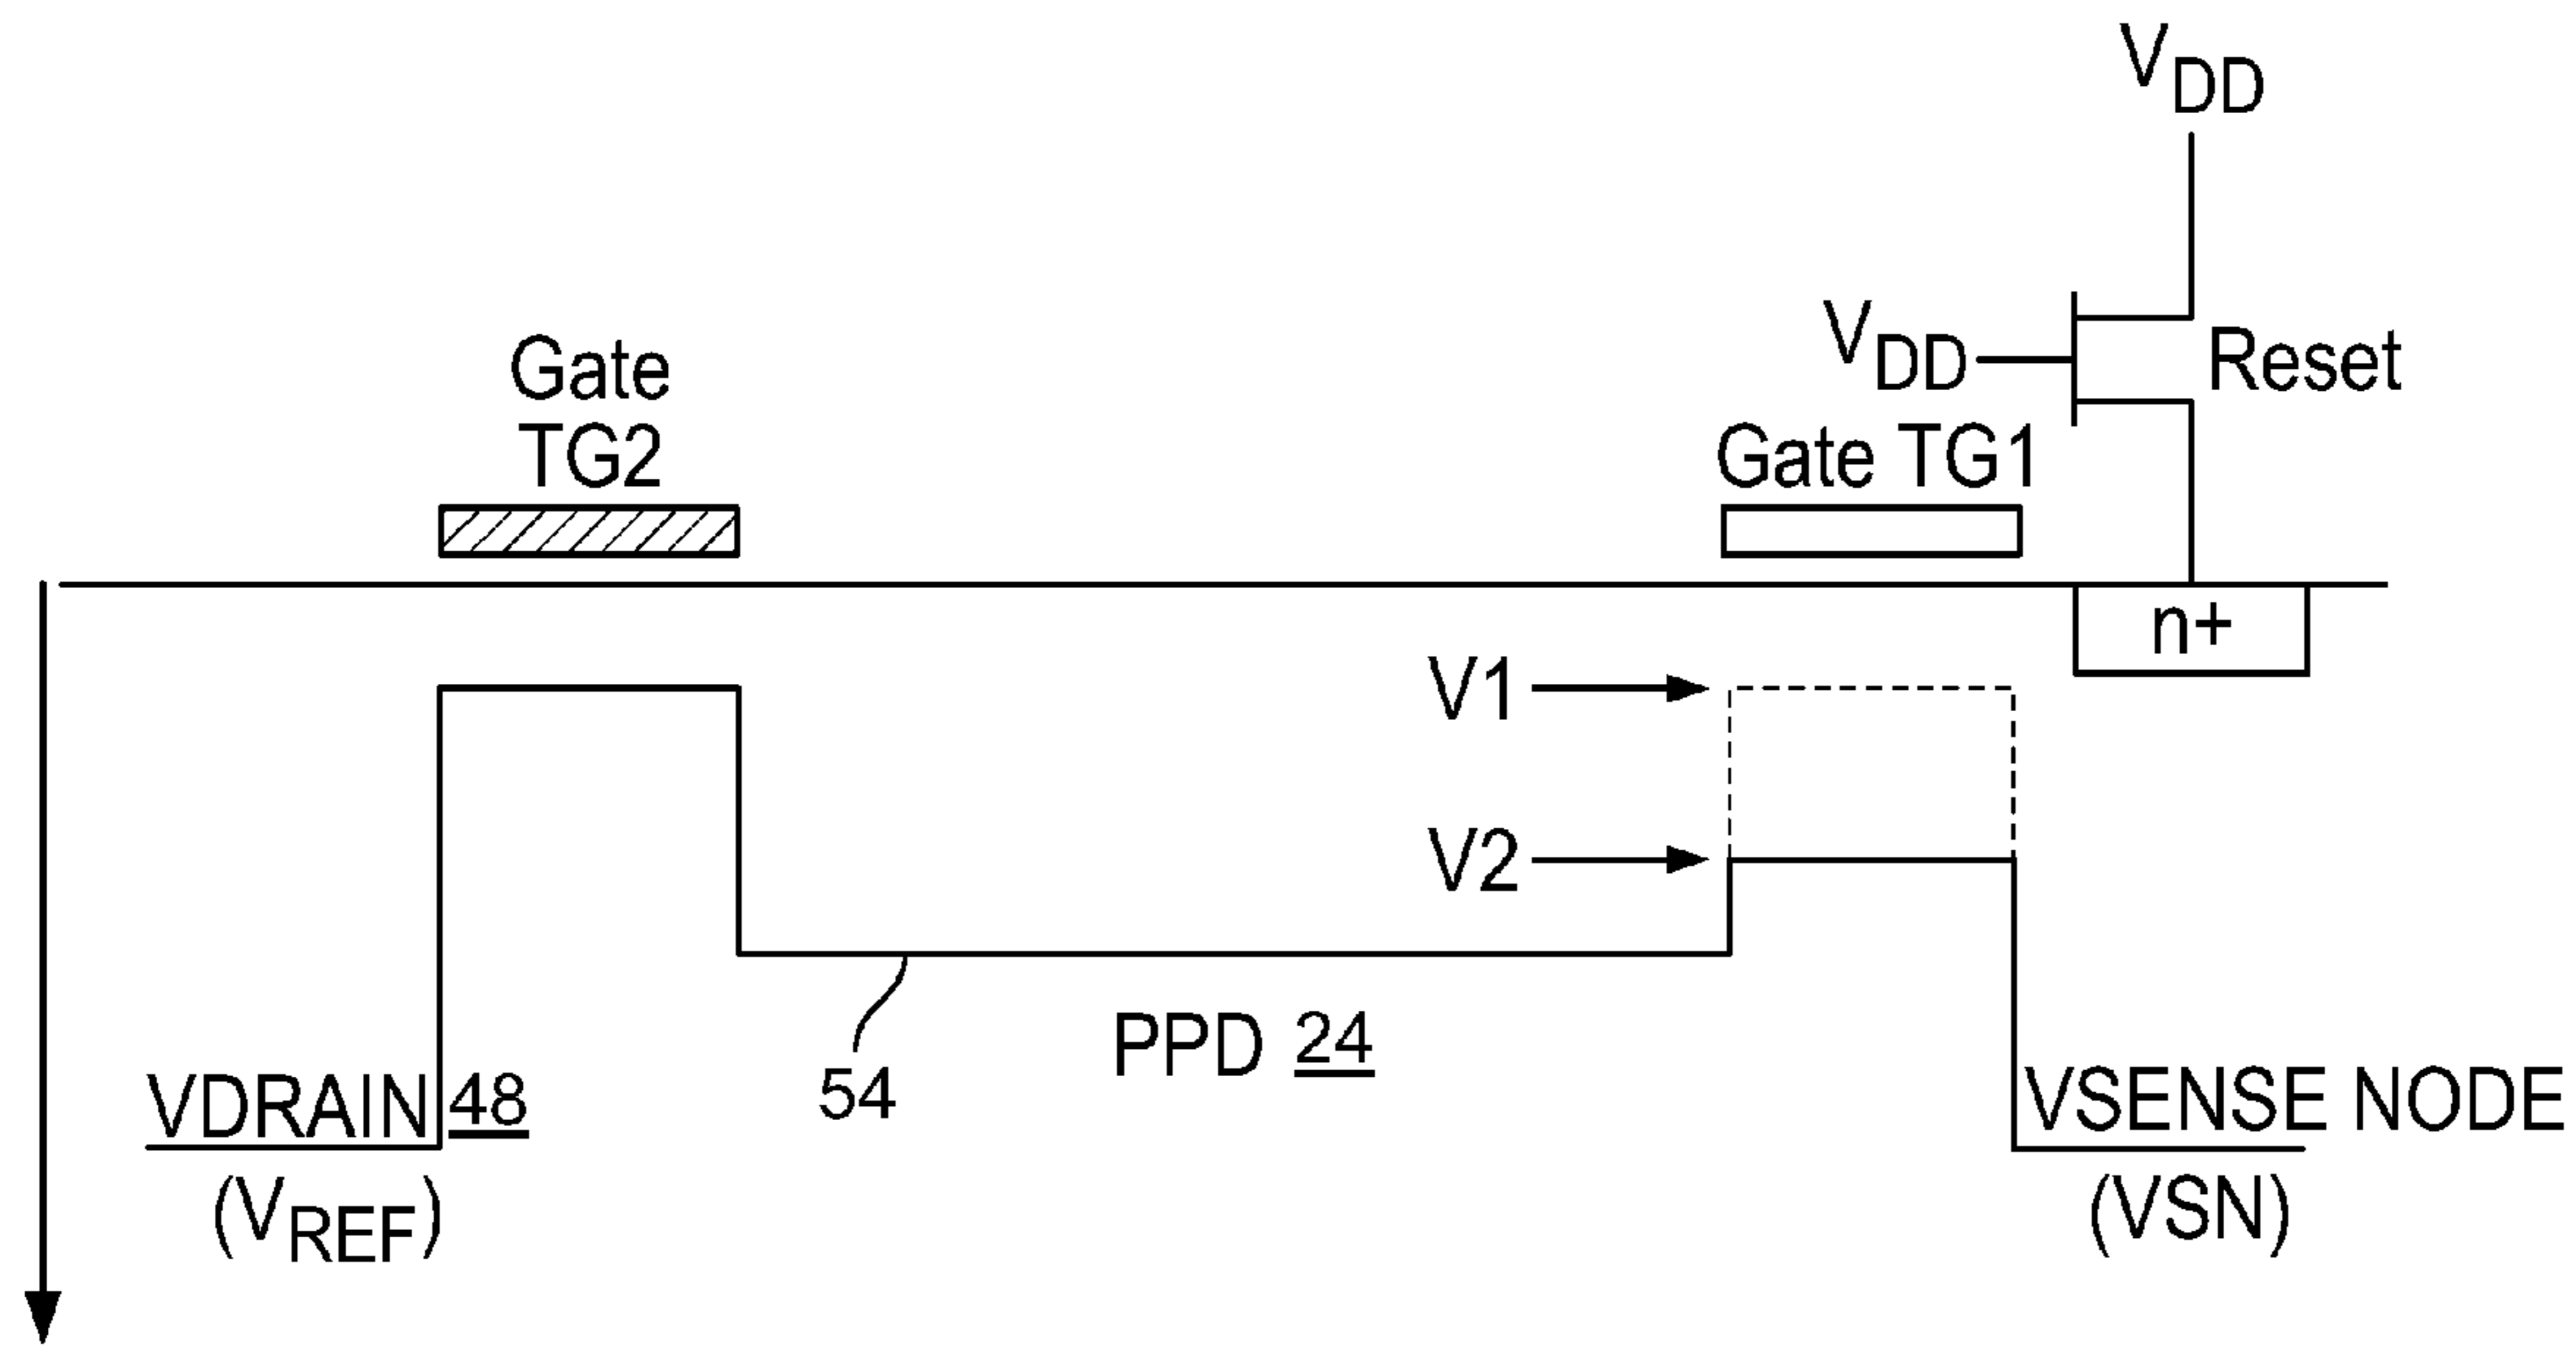 VDD
VDD
Reset
Gate
TG2
Gate TG1
n+
V1
V2
VDRAIN 48
(VREF)
54
PPD 24
VSENSE NODE
(VSN)